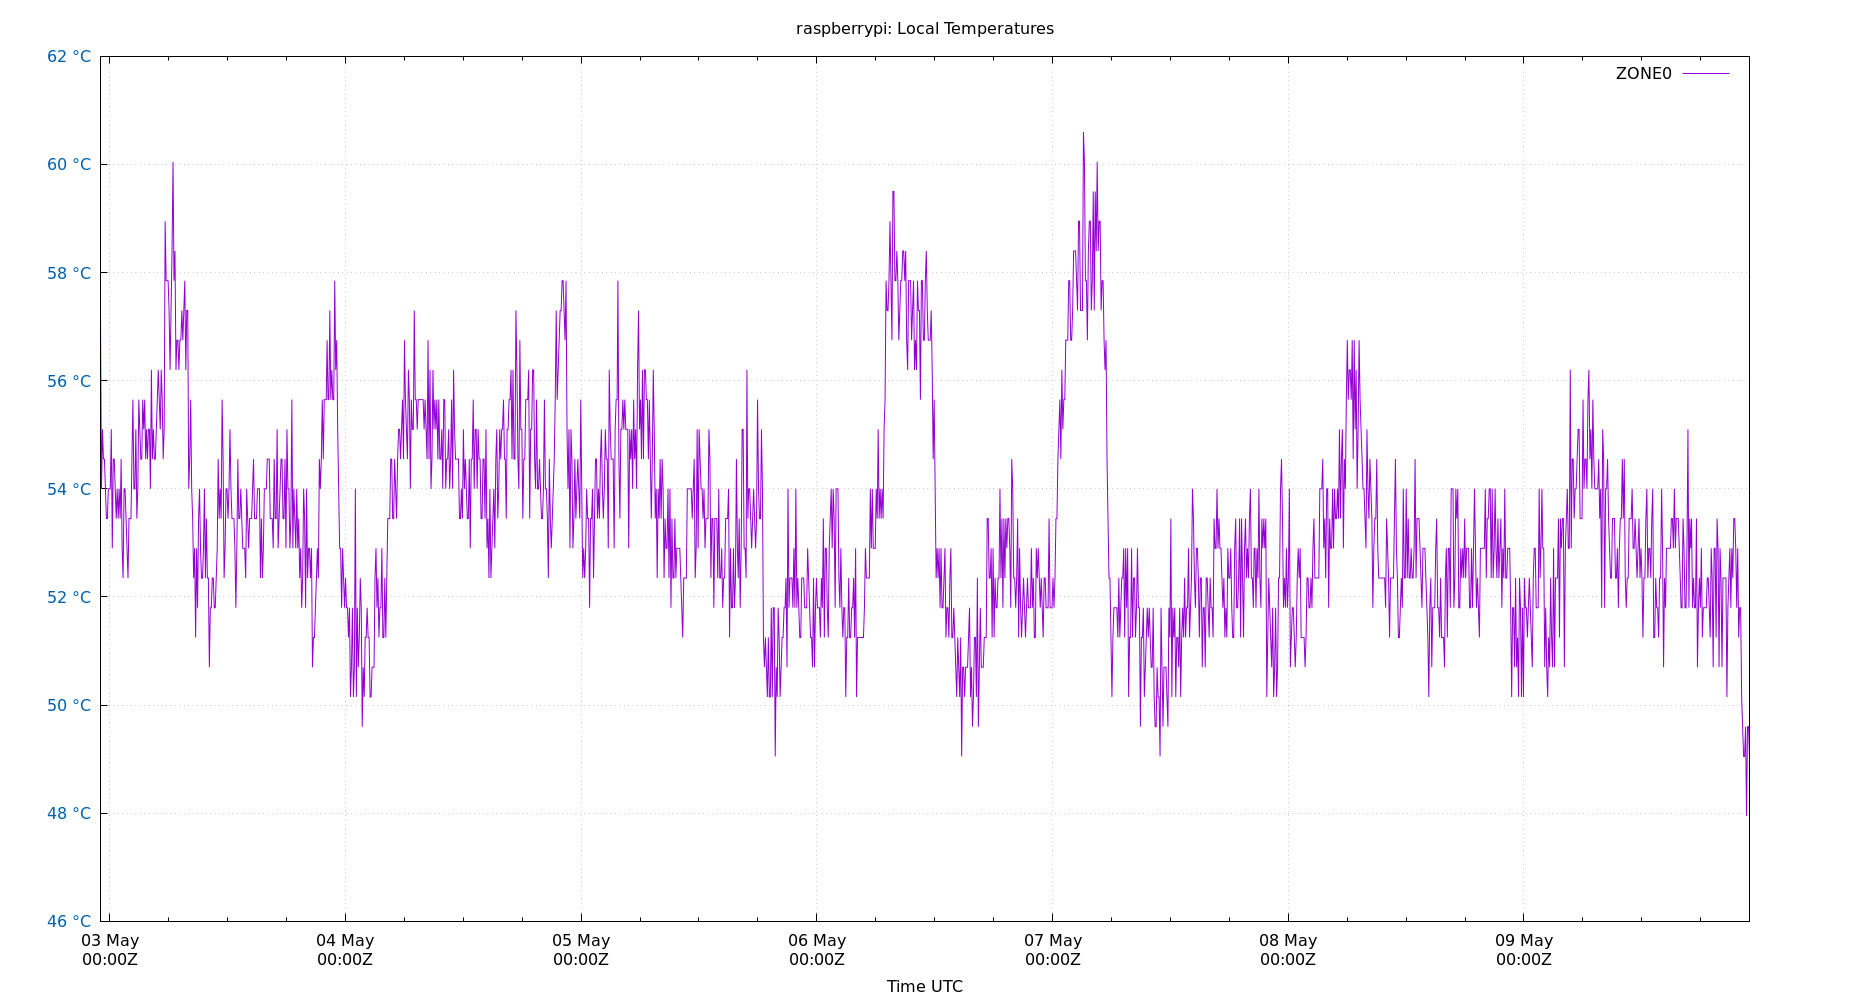 raspberrypi: Local Temperatures
62 °C
ZONE0
60 °C
58 °C
56 °C
54 °C
52 °C
50 °C
48 °C
46 °C
03 May 04 May 05 May 06 May 07 May 08 May 09 May
00:00Z 00:00Z 00:00Z 00:00Z 00:00Z 00:00Z 00:00Z
Time UTC